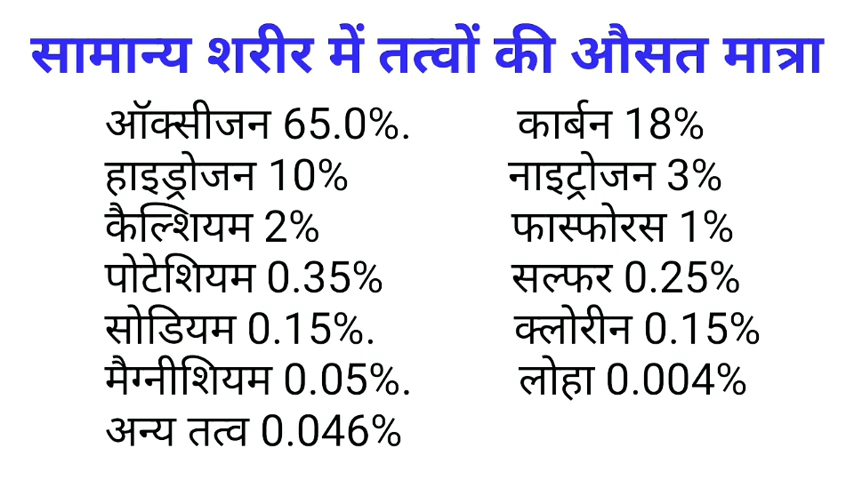 सामान्य शरीर में तत्वों की औसत मात्रा
ऑक्सीजन 65.0%. कार्बन 18%
हाइड्रोजन 10% नाइट्रोजन 3%
कैल्शियम 2% फास्फोरस 1%
पोटेशियम 0.35% सल्फर 0.25%
सोडियम 0.15%. क्लोरीन 0.15%
मैग्नीशियम 0.05%. लोहा 0.004%
अन्य तत्व 0.046%